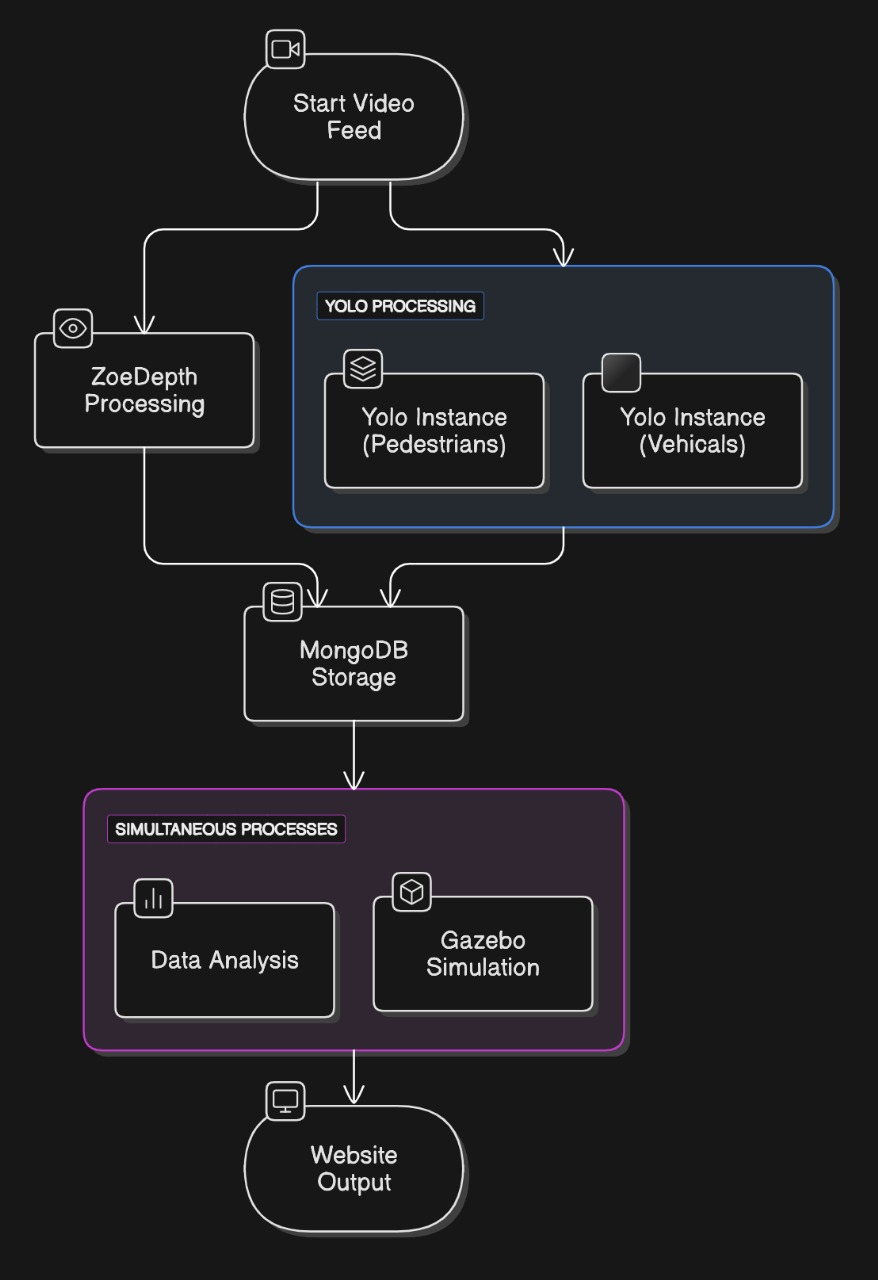 Start Video
Feed
YOLO PROCESSING
ZoeDepth
Processing
Yolo Instance
(Pedestrians)
Yolo Instance
(Vehicals)
MongoDB
Storage
SIMULTANEOUS PROCESSES
Data Analysis
Gazebo
Simulation
Website
Output